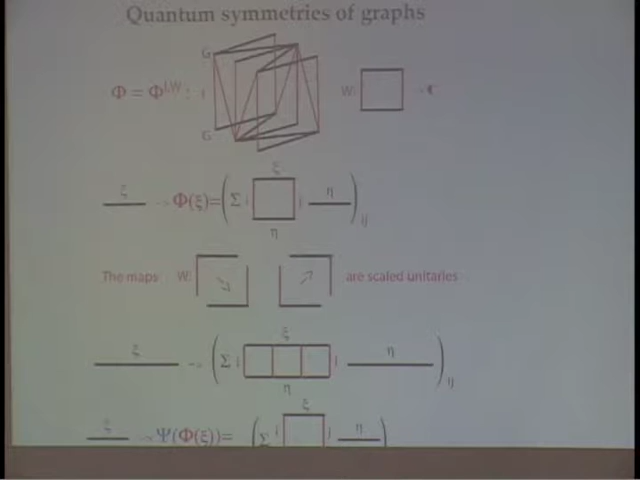 Quantum symmetries of graphs
G
Φ = Φ^{I,W} : I W:
G
ξ
ξ → Φ(ξ)=(Σ i j η)_{ij}
η
The maps W: are scaled unitaries
ξ
ξ → (Σ i j η)_{ij}
η
ξ
ξ → Ψ(Φ(ξ))= (Σ i j η)